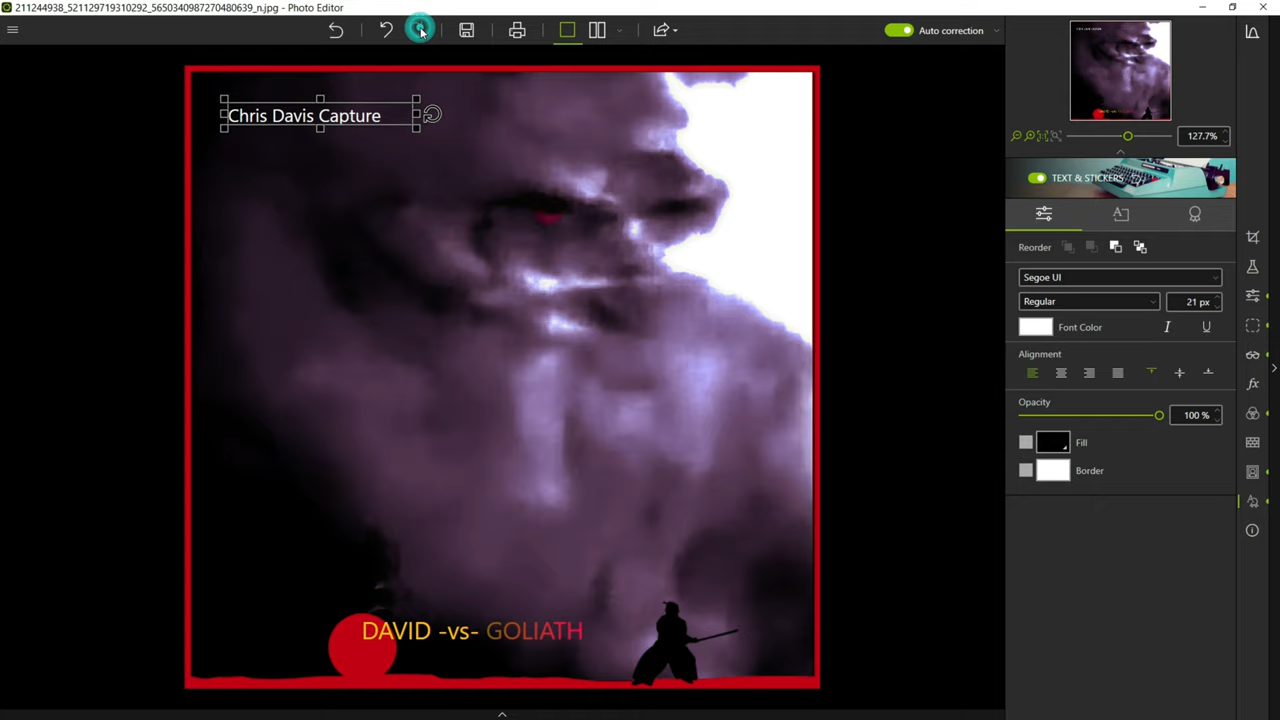 211244938_521129719310292_5650340987270480639_n.jpg - Photo Editor
Auto correction
Chris Davis Capture
127.7%
TEXT & STICKERS
Reorder
Segoe UI
Regular
21 px
Font Color
I
U
Alignment
Opacity
100 %
Fill
Border
DAVID -vs- GOLIATH